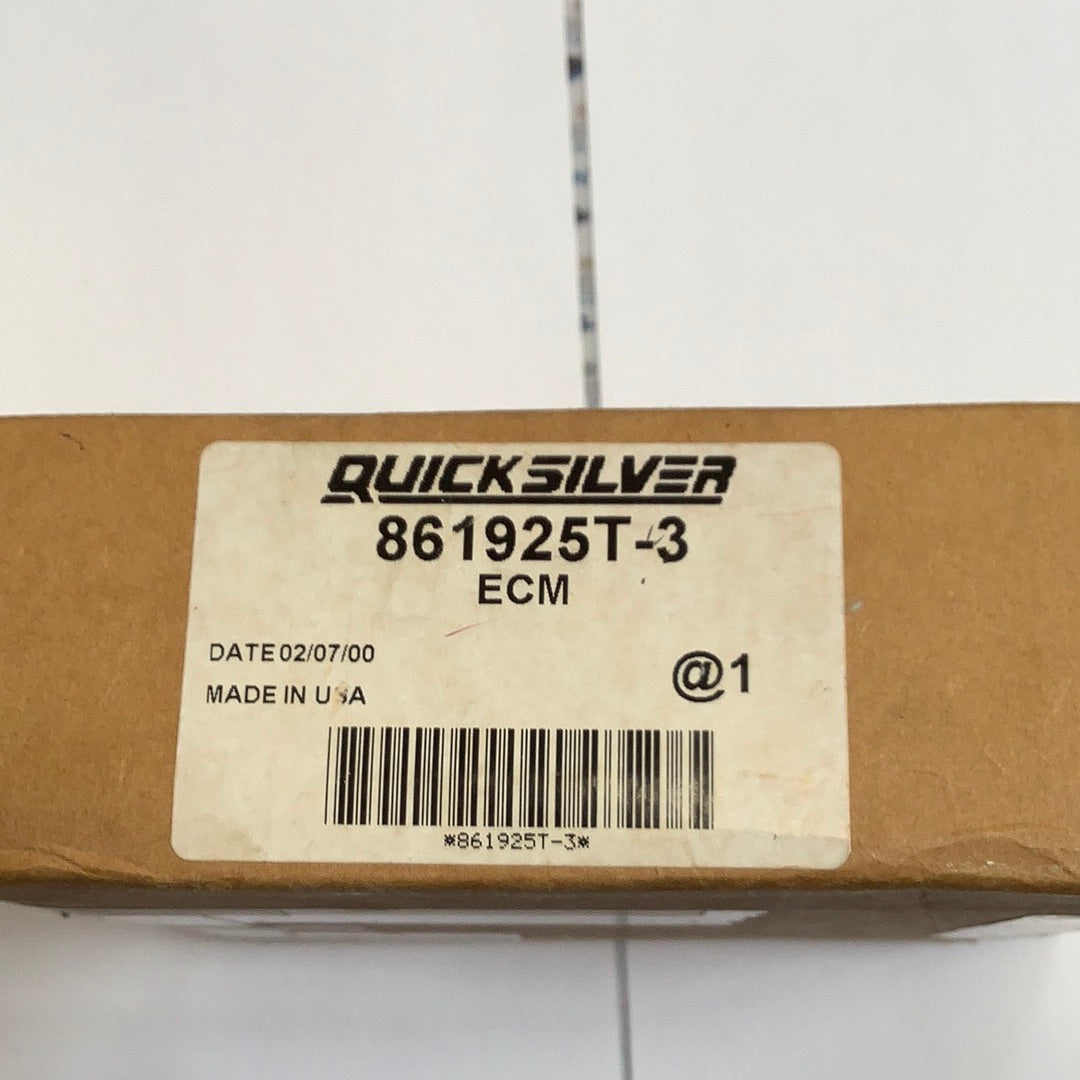 QUICKSILVER
861925T-3
ECM
DATE 02/07/00
@1
MADE IN USA
*861925T-3*